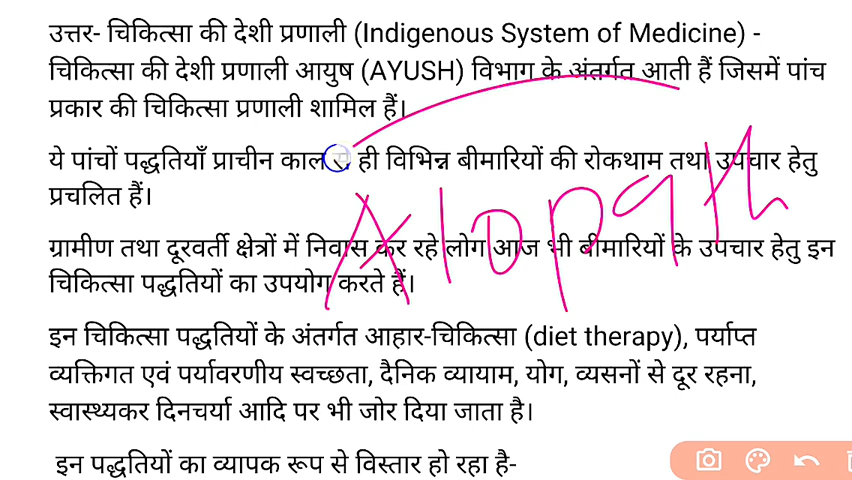 उत्तर- चिकित्सा की देशी प्रणाली (Indigenous System of Medicine) -
चिकित्सा की देशी प्रणाली आयुष (AYUSH) विभाग के अंतर्गत आती हैं जिसमें पांच
प्रकार की चिकित्सा प्रणाली शामिल हैं।
ये पांचों पद्धतियाँ प्राचीन काल से ही विभिन्न बीमारियों की रोकथाम तथा उपचार हेतु
प्रचलित हैं।
Alopath
ग्रामीण तथा दूरवर्ती क्षेत्रों में निवास कर रहे लोग आज भी बीमारियों के उपचार हेतु इन
चिकित्सा पद्धतियों का उपयोग करते हैं।
इन चिकित्सा पद्धतियों के अंतर्गत आहार-चिकित्सा (diet therapy), पर्याप्त
व्यक्तिगत एवं पर्यावरणीय स्वच्छता, दैनिक व्यायाम, योग, व्यसनों से दूर रहना,
स्वास्थ्यकर दिनचर्या आदि पर भी जोर दिया जाता है।
इन पद्धतियों का व्यापक रूप से विस्तार हो रहा है-